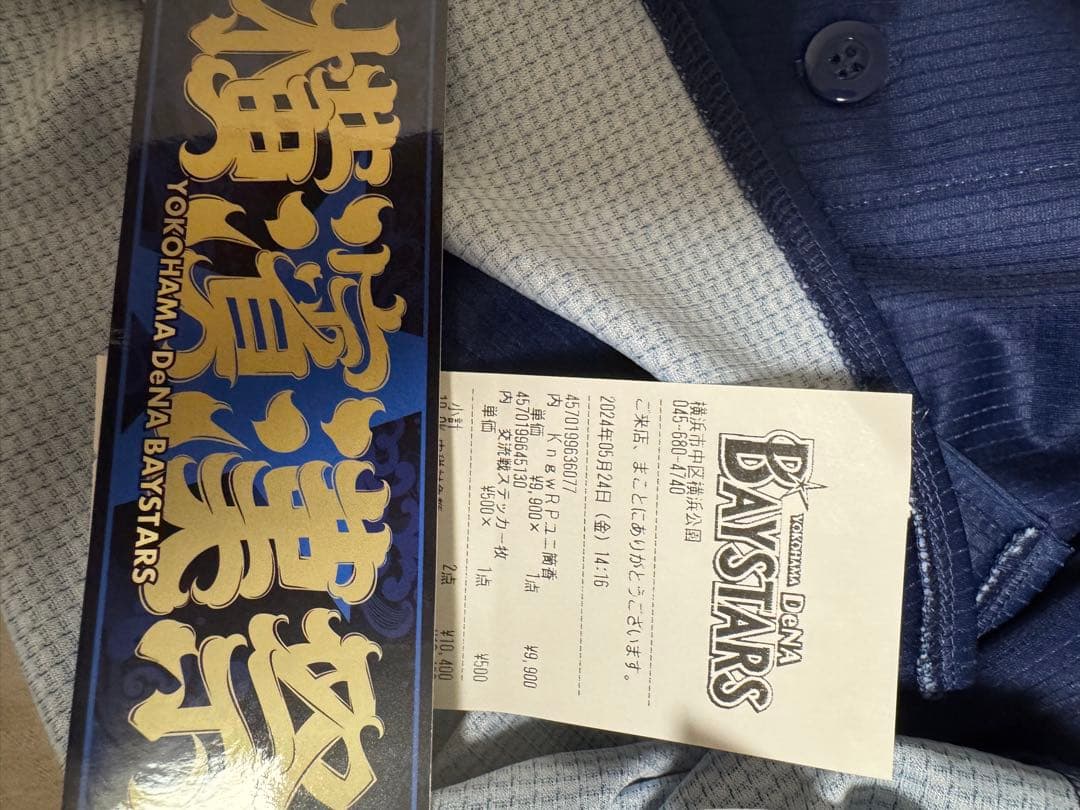 横濱漢祭
YOKOHAMA DeNA BAYSTARS
YOKOHAMA DeNA
BAYSTARS
横浜市中区横浜公園
045-680-4740
ご来店、まことにありがとうございます。
2024年05月24日(金) 14:16
4570199636077
内 KngwRPユニ筒香
単価 ¥9,900× 1点 ¥9,900
4570199645130
内 交流戦ステッカー枚
単価 ¥500× 1点 ¥500
小計 2点 ¥10,400